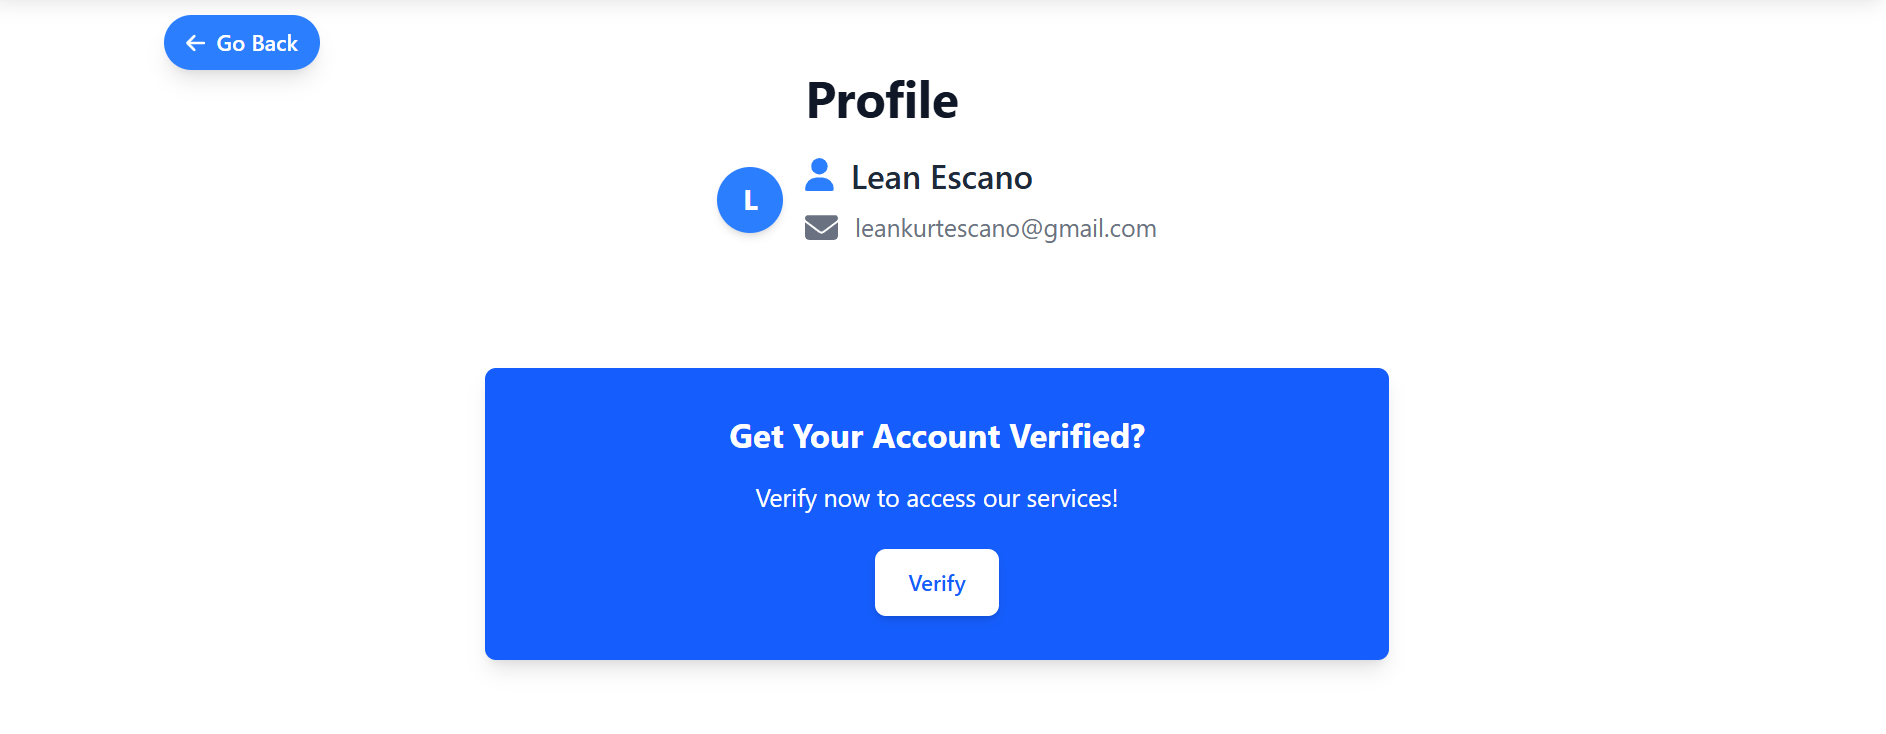 Go Back
Profile
L
Lean Escano
leankurtescano@gmail.com
Get Your Account Verified?
Verify now to access our services!
Verify